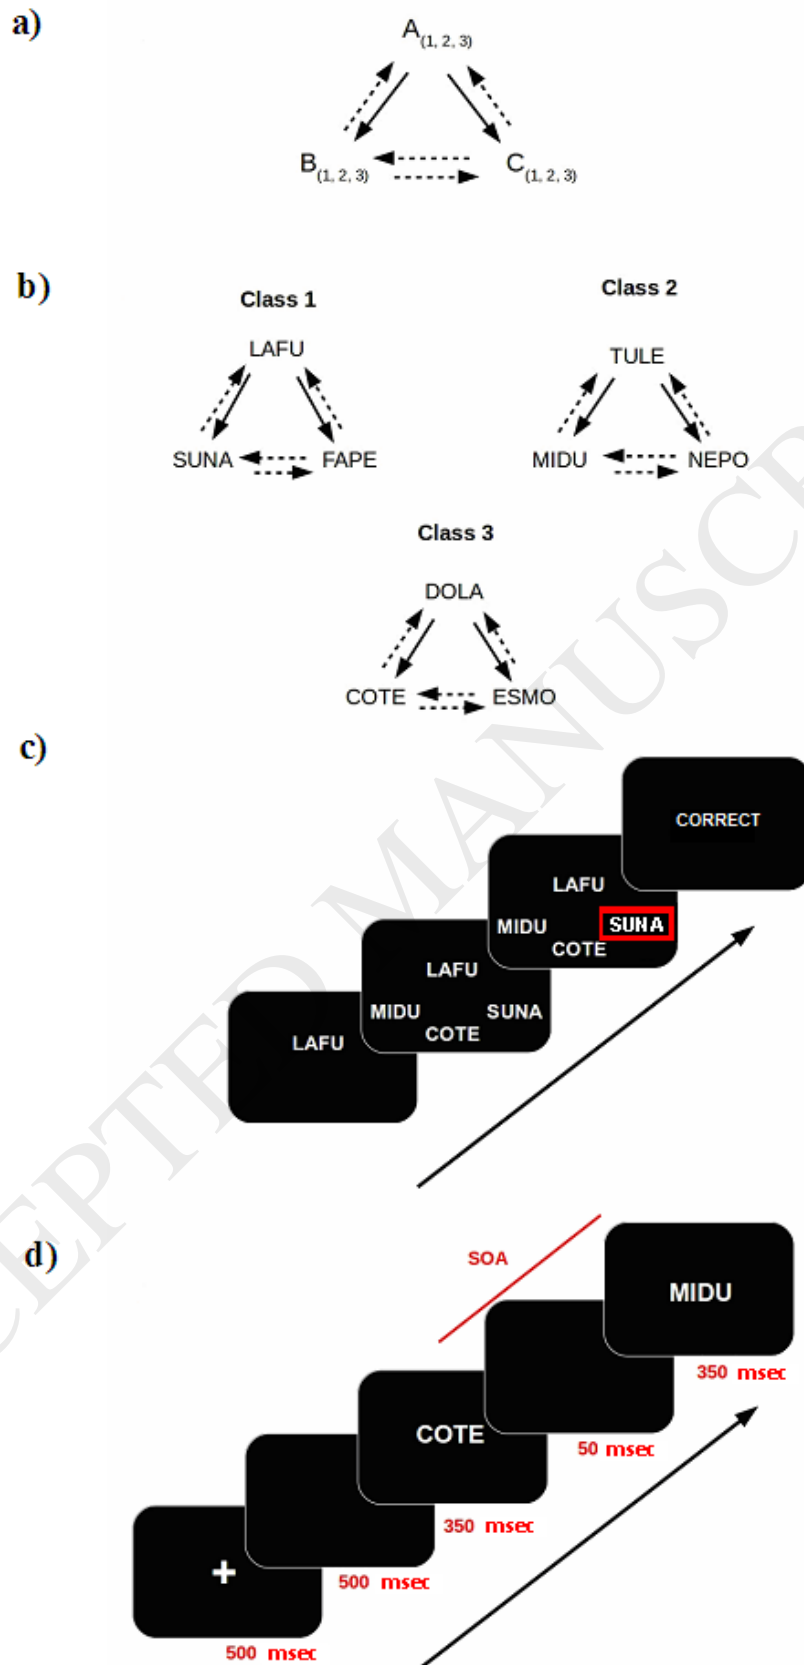 a)
A(1, 2, 3)
B(1, 2, 3) C(1, 2, 3)
b)
Class 1 Class 2
LAFU TULE
SUNA FAPE MIDU NEPO
Class 3
DOLA
COTE ESMO
c)
CORRECT
LAFU
MIDU SUNA
COTE
LAFU
MIDU SUNA
COTE
LAFU
d)
SOA
MIDU
350 msec
COTE
50 msec
350 msec
500 msec
+
500 msec
CEPTED MANUSCR